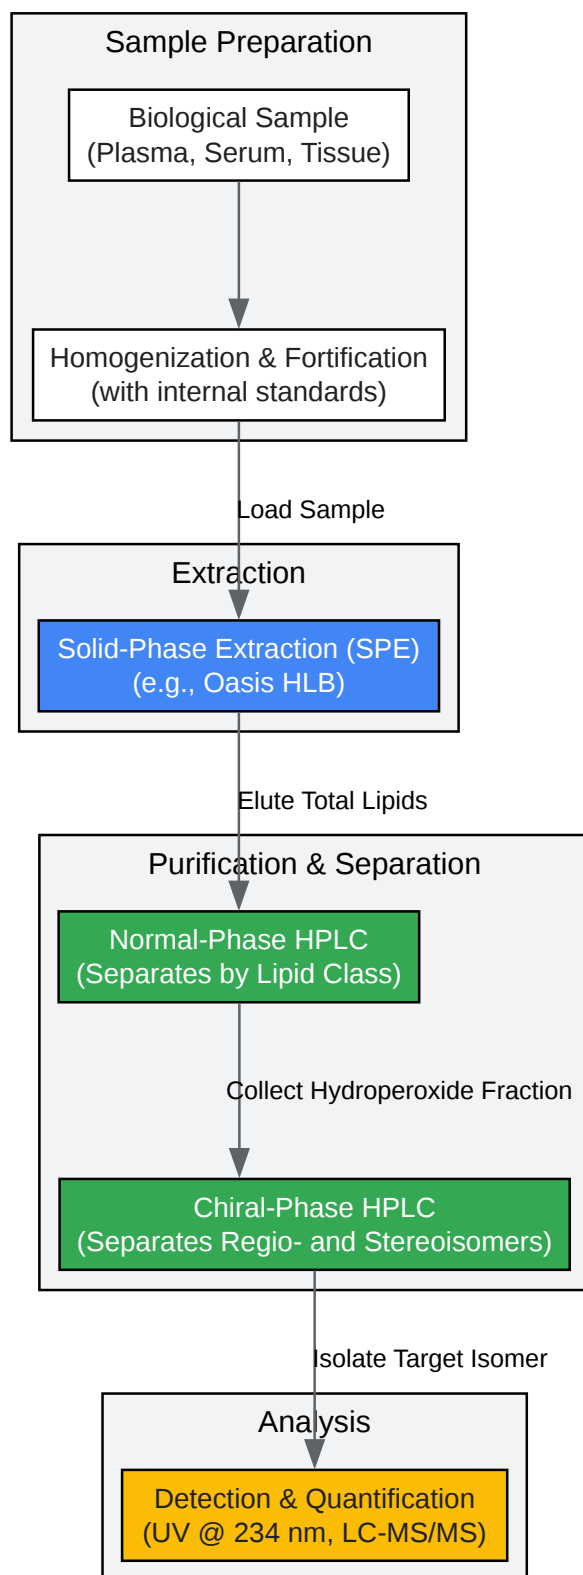 Sample Preparation
Biological Sample
(Plasma, Serum, Tissue)
Homogenization & Fortification
(with internal standards)
Load Sample
Extraction
Solid-Phase Extraction (SPE)
(e.g., Oasis HLB)
Elute Total Lipids
Purification & Separation
Normal-Phase HPLC
(Separates by Lipid Class)
Collect Hydroperoxide Fraction
Chiral-Phase HPLC
(Separates Regio- and Stereoisomers)
Isolate Target Isomer
Analysis
Detection & Quantification
(UV @ 234 nm, LC-MS/MS)